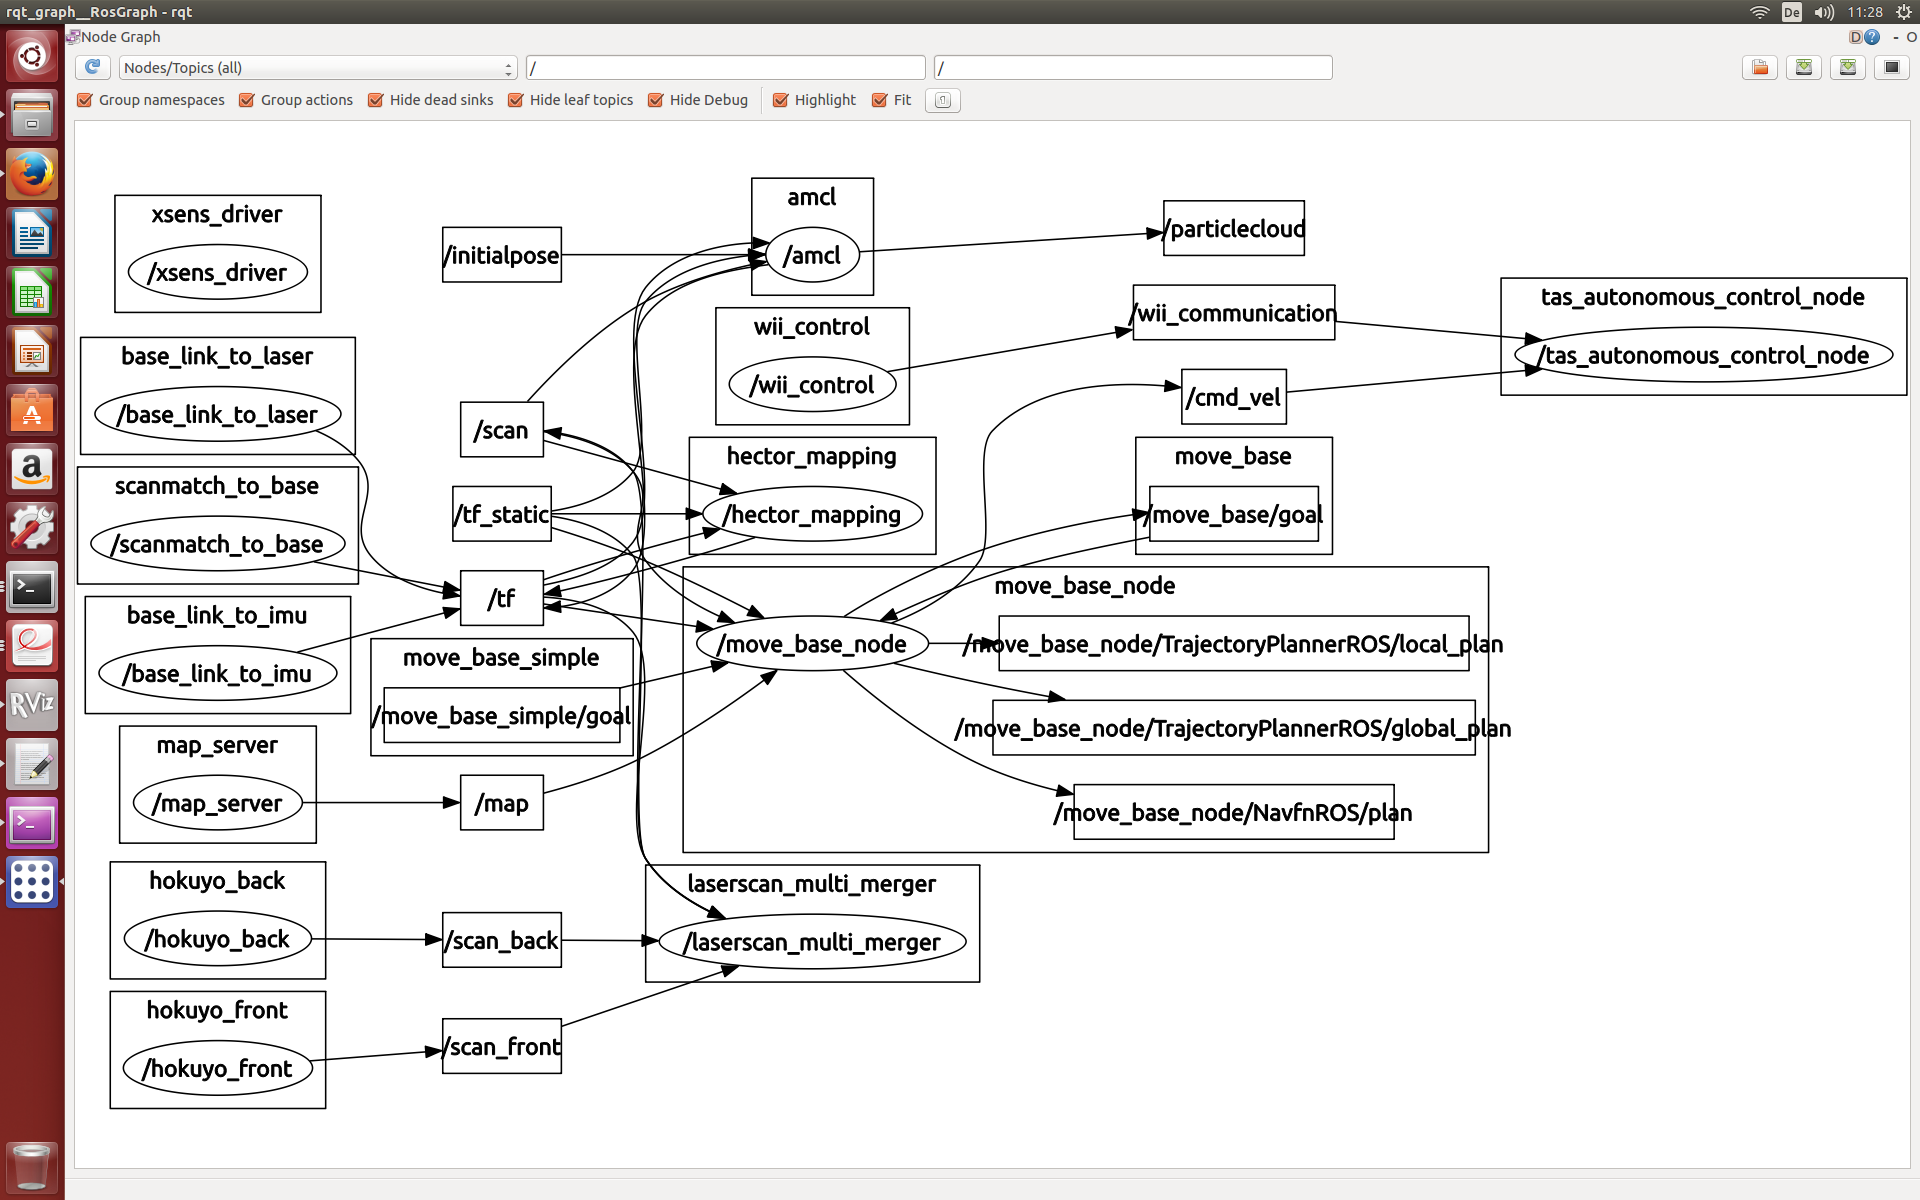 rqt_graph__RosGraph - rqt
De
11:28
Node Graph
D
?
- O
Nodes/Topics (all)
/
/
Group namespaces
Group actions
Hide dead sinks
Hide leaf topics
Hide Debug
Highlight
Fit
xsens_driver
/xsens_driver
base_link_to_laser
/base_link_to_laser
scanmatch_to_base
/scanmatch_to_base
base_link_to_imu
/base_link_to_imu
map_server
/map_server
hokuyo_back
/hokuyo_back
hokuyo_front
/hokuyo_front
/initialpose
/scan
/tf_static
/tf
move_base_simple
/move_base_simple/goal
/map
/scan_back
/scan_front
amcl
/amcl
wii_control
/wii_control
hector_mapping
/hector_mapping
move_base_node
/move_base_node
laserscan_multi_merger
/laserscan_multi_merger
/particlecloud
/wii_communication
/cmd_vel
move_base
/move_base/goal
/move_base_node/TrajectoryPlannerROS/local_plan
/move_base_node/TrajectoryPlannerROS/global_plan
/move_base_node/NavfnROS/plan
tas_autonomous_control_node
/tas_autonomous_control_node
a
RViz